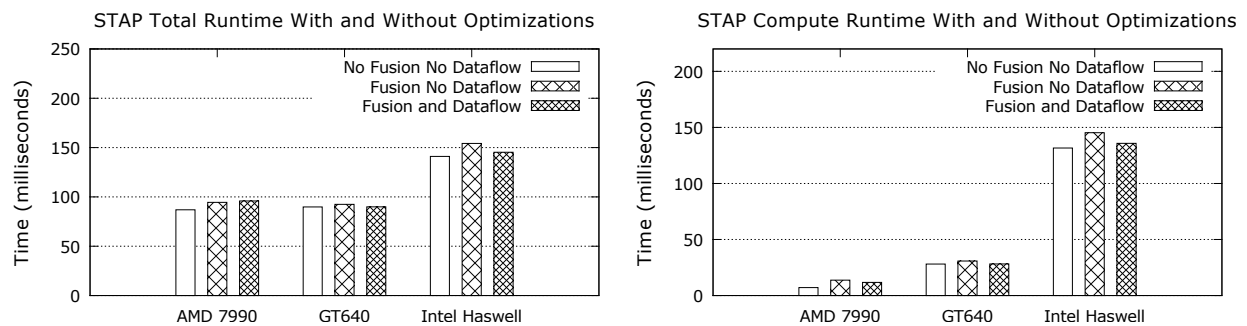 STAP Total Runtime With and Without Optimizations
250
200
150
100
50
0
Time (milliseconds)
No Fusion No Dataflow
Fusion No Dataflow
Fusion and Dataflow
AMD 7990
GT640
Intel Haswell
STAP Compute Runtime With and Without Optimizations
200
150
100
50
0
Time (milliseconds)
No Fusion No Dataflow
Fusion No Dataflow
Fusion and Dataflow
AMD 7990
GT640
Intel Haswell